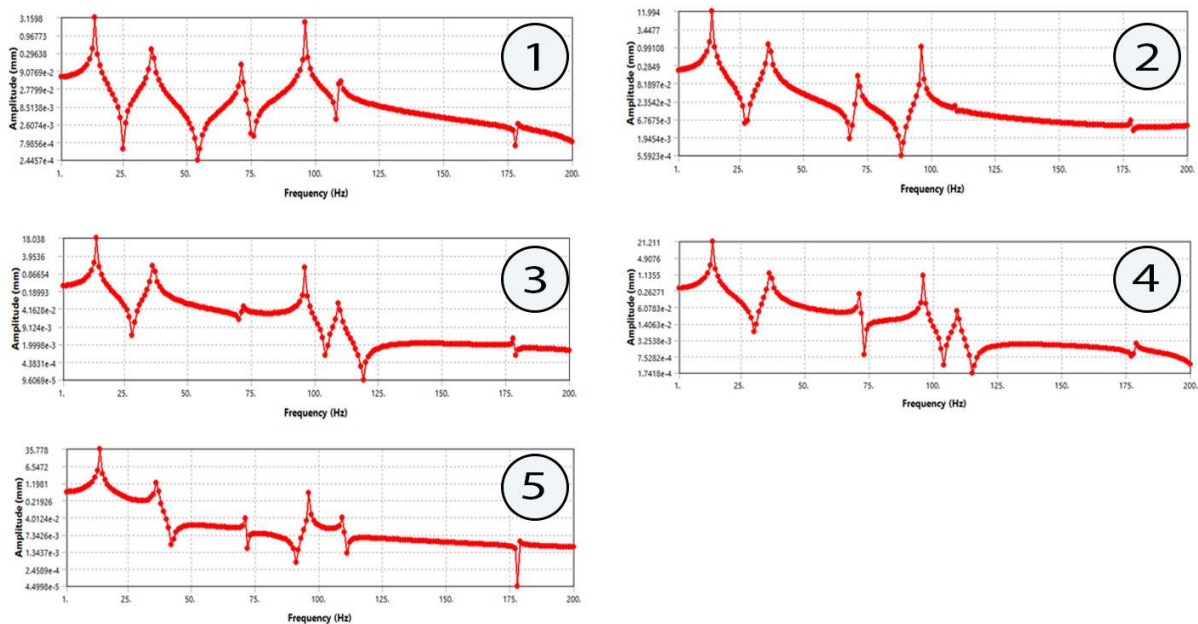 3.1598
0.96773
0.29638
9.0769e-2
2.7799e-2
8.5138e-3
2.6074e-3
7.9856e-4
2.4457e-4
Amplitude (mm)
1. 25. 50. 75. 100. 125. 150. 175. 200.
Frequency (Hz)
1
11.994
3.4477
0.99108
0.2849
8.1897e-2
2.3542e-2
6.7675e-3
1.9454e-3
5.5923e-4
Amplitude (mm)
1. 25. 50. 75. 100. 125. 150. 175. 200.
Frequency (Hz)
2
18.038
3.9536
0.86654
0.18993
4.1628e-2
9.124e-3
1.9998e-3
4.3831e-4
9.6069e-5
Amplitude (mm)
1. 25. 50. 75. 100. 125. 150. 175. 200.
Frequency (Hz)
3
21.211
4.9076
1.1355
0.26271
6.0783e-2
1.4063e-2
3.2538e-3
7.5282e-4
1.7418e-4
Amplitude (mm)
1. 25. 50. 75. 100. 125. 150. 175. 200.
Frequency (Hz)
4
35.778
6.5472
1.1981
0.21926
4.0124e-2
7.3426e-3
1.3437e-3
2.4589e-4
4.4998e-5
Amplitude (mm)
1. 25. 50. 75. 100. 125. 150. 175. 200.
Frequency (Hz)
5